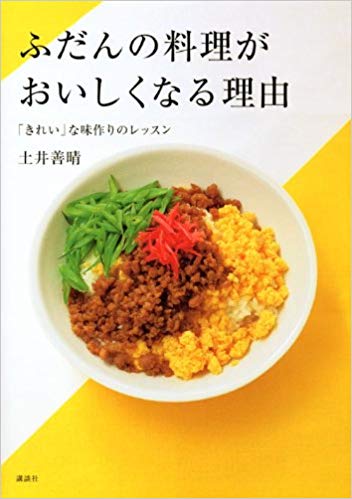 ふだんの料理が
おいしくなる理由
「きれい」な味作りのレッスン
土井善晴
講談社